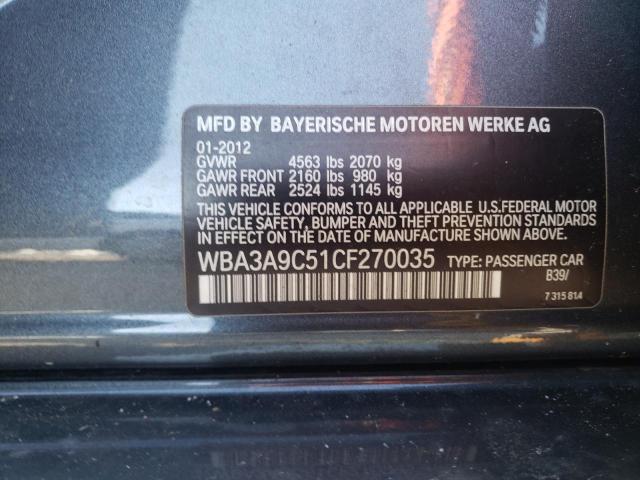 MFD BY BAYERISCHE MOTOREN WERKE AG
01-2012
GVWR 4563 lbs 2070 kg
GAWR FRONT 2160 lbs 980 kg
GAWR REAR 2524 lbs 1145 kg
THIS VEHICLE CONFORMS TO ALL APPLICABLE U.S.FEDERAL MOTOR
VEHICLE SAFETY, BUMPER, AND THEFT PREVENTION STANDARDS
IN EFFECT ON THE DATE OF MANUFACTURE SHOWN ABOVE.
WBA3A9C51CF270035 TYPE: PASSENGER CAR
B39/
7 315 814